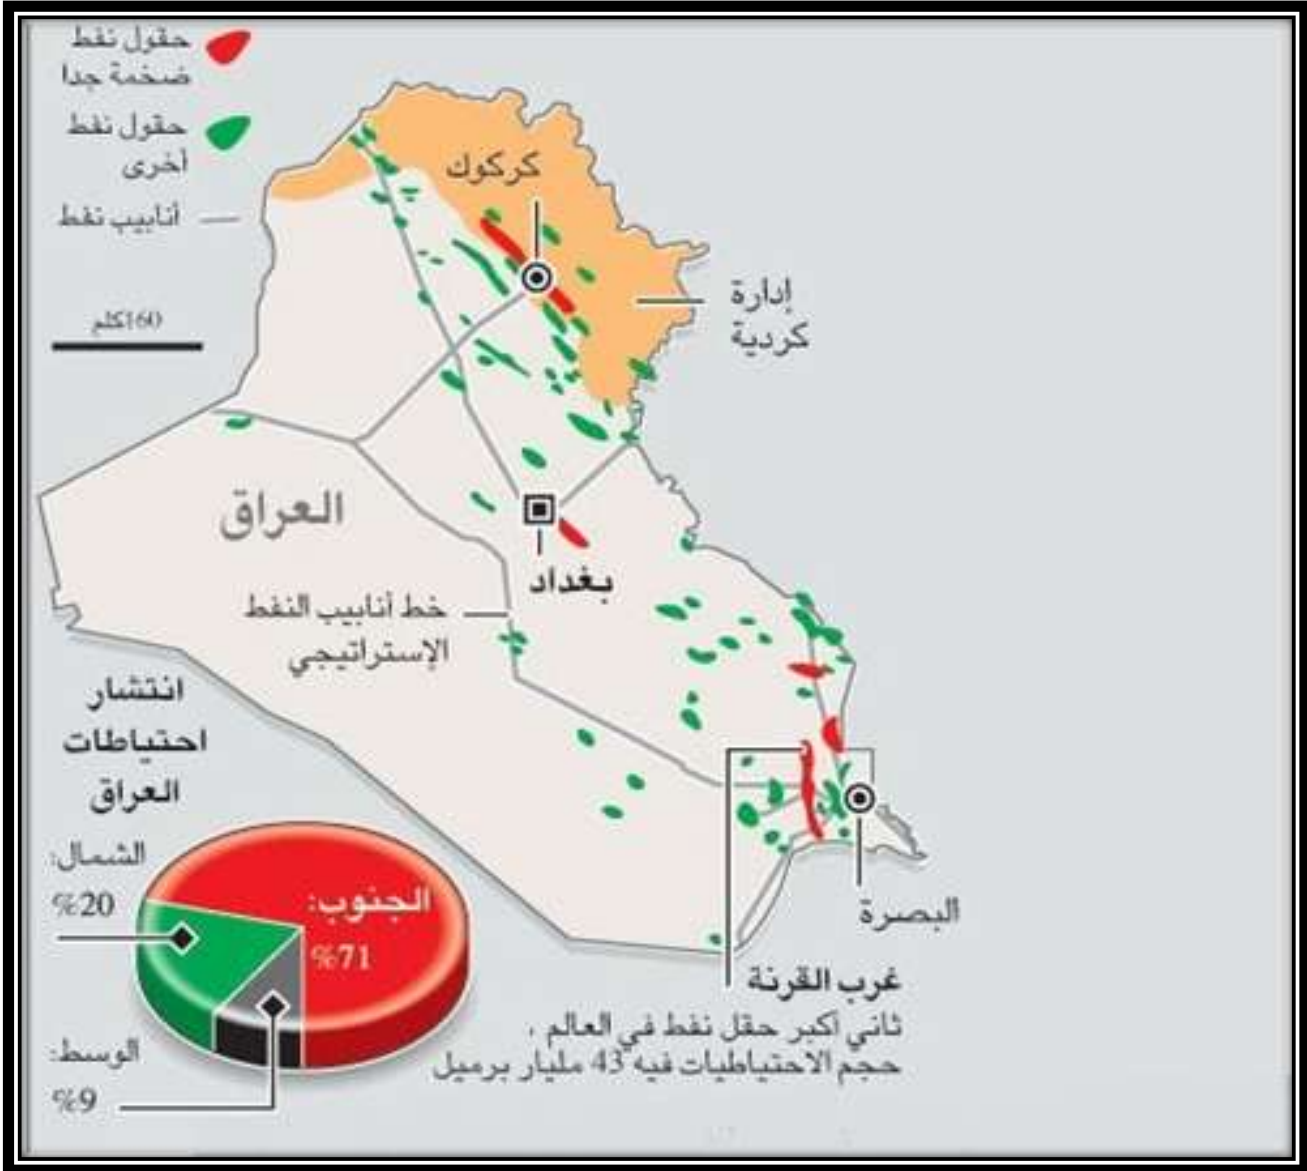 حقول نفط
ضخمة جدا
حقول نفط
أخرى
أنابيب نفط
160كلم
كركوك
إدارة
كردية
العراق
بغداد
خط أنابيب النفط
الإستراتيجي
انتشار
احتياطات
العراق
الشمال:
%20
الجنوب:
%71
الوسط:
%9
البصرة
غرب القرنة
ثاني أكبر حقل نفط في العالم ،
حجم الاحتياطيات فيه 43 مليار برميل